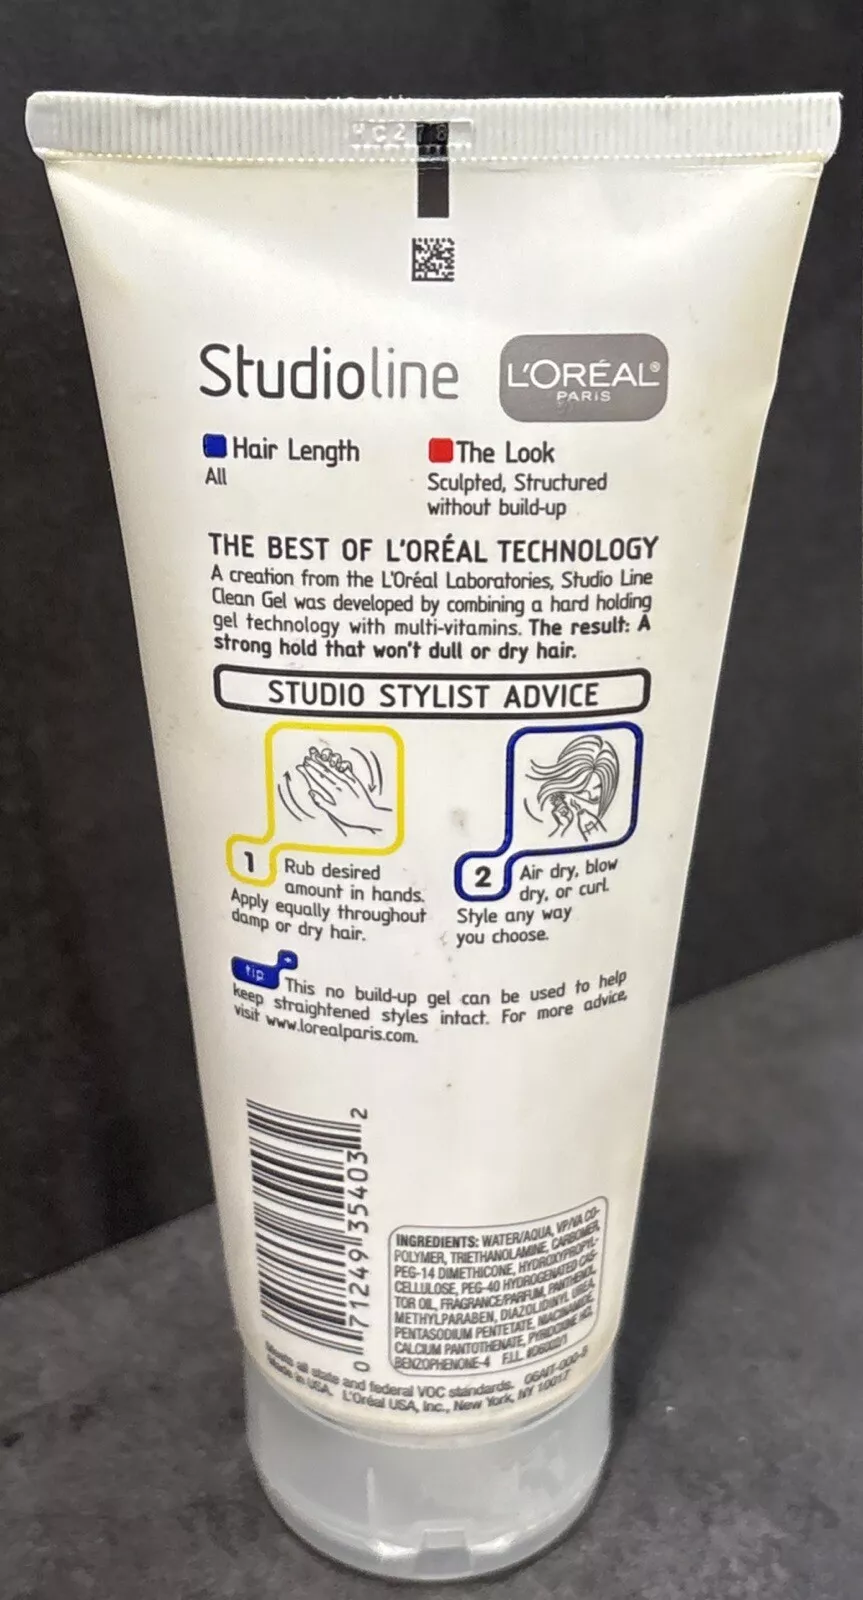 HC278
Studioline
L'ORÉAL®
PARIS
Hair Length
All
The Look
Sculpted, Structured
without build-up
THE BEST OF L'ORÉAL TECHNOLOGY
A creation from the L'Oréal Laboratories, Studio Line
Clean Gel was developed by combining a hard holding
gel technology with multi-vitamins. The result: A
strong hold that won't dull or dry hair.
STUDIO STYLIST ADVICE
1 Rub desired
amount in hands.
Apply equally throughout
damp or dry hair.
2 Air dry, blow
dry, or curl.
Style any way
you choose.
tip
This no build-up gel can be used to help
keep straightened styles intact. For more advice,
visit www.lorealparis.com.
0 71249 35403 2
INGREDIENTS: WATER/AQUA, VP/VA CO-
POLYMER, TRIETHANOLAMINE, CARBOMER,
PEG-14 DIMETHICONE, HYDROXYPROPYL-
CELLULOSE, PEG-40 HYDROGENATED CAS-
TOR OIL, FRAGRANCE/PARFUM, PANTHENOL,
METHYLPARABEN, DIAZOLIDINYL UREA,
PENTASODIUM PENTETATE, NIACINAMIDE,
CALCIUM PANTOTHENATE, PYRIDOXINE HCl,
BENZOPHENONE-4 F.I.L.
Meets all state and federal VOC standards.
Made in USA. L'Oréal USA, Inc., New York, NY 10017